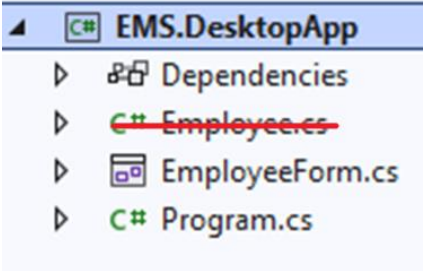 C# EMS.DesktopApp
Dependencies
C# Employee.cs
EmployeeForm.cs
C# Program.cs